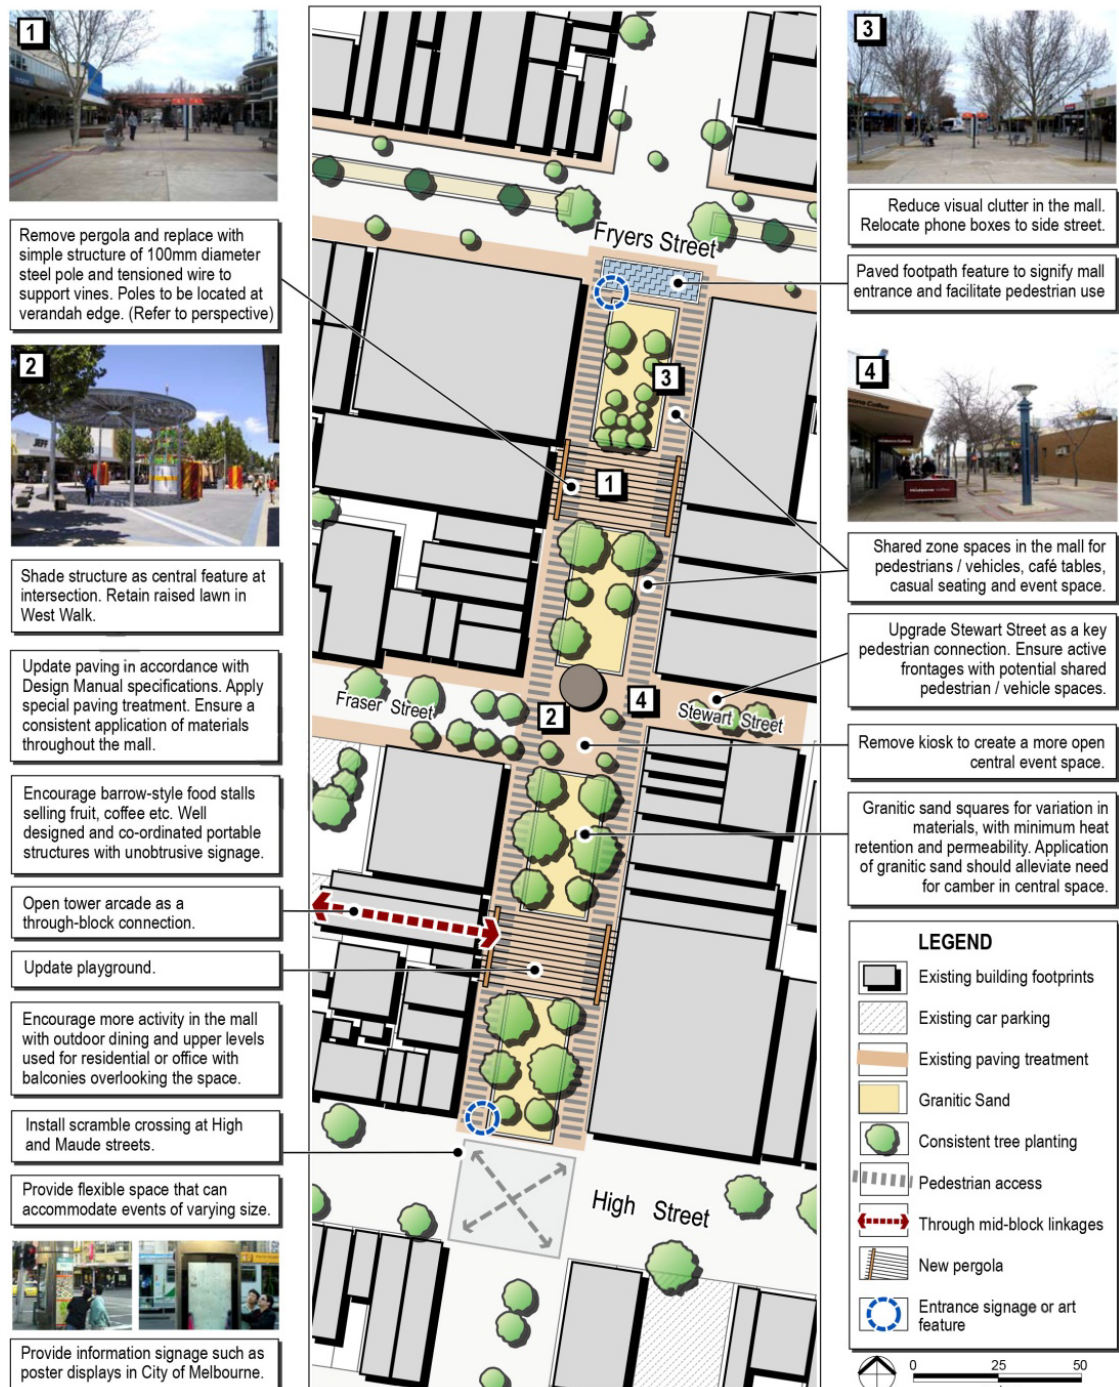 1
Remove pergola and replace with
simple structure of 100mm diameter
steel pole and tensioned wire to
support vines. Poles to be located at
verandah edge. (Refer to perspective)
2
JEFF
Shade structure as central feature at
intersection. Retain raised lawn in
West Walk.
Update paving in accordance with
Design Manual specifications. Apply
special paving treatment. Ensure a
consistent application of materials
throughout the mall.
Encourage barrow-style food stalls
selling fruit, coffee etc. Well
designed and co-ordinated portable
structures with unobtrusive signage.
Open tower arcade as a
through-block connection.
Update playground.
Encourage more activity in the mall
with outdoor dining and upper levels
used for residential or office with
balconies overlooking the space.
Install scramble crossing at High
and Maude streets.
Provide flexible space that can
accommodate events of varying size.
Provide information signage such as
poster displays in City of Melbourne.
Fryers Street
3
1
Fraser Street
2
4
Stewart Street
High Street
3
Reduce visual clutter in the mall.
Relocate phone boxes to side street.
Paved footpath feature to signify mall
entrance and facilitate pedestrian use
4
Shared zone spaces in the mall for
pedestrians / vehicles, café tables,
casual seating and event space.
Upgrade Stewart Street as a key
pedestrian connection. Ensure active
frontages with potential shared
pedestrian / vehicle spaces.
Remove kiosk to create a more open
central event space.
Granitic sand squares for variation in
materials, with minimum heat
retention and permeability. Application
of granitic sand should alleviate need
for camber in central space.
LEGEND
Existing building footprints
Existing car parking
Existing paving treatment
Granitic Sand
Consistent tree planting
Pedestrian access
Through mid-block linkages
New pergola
Entrance signage or art
feature
0 25 50